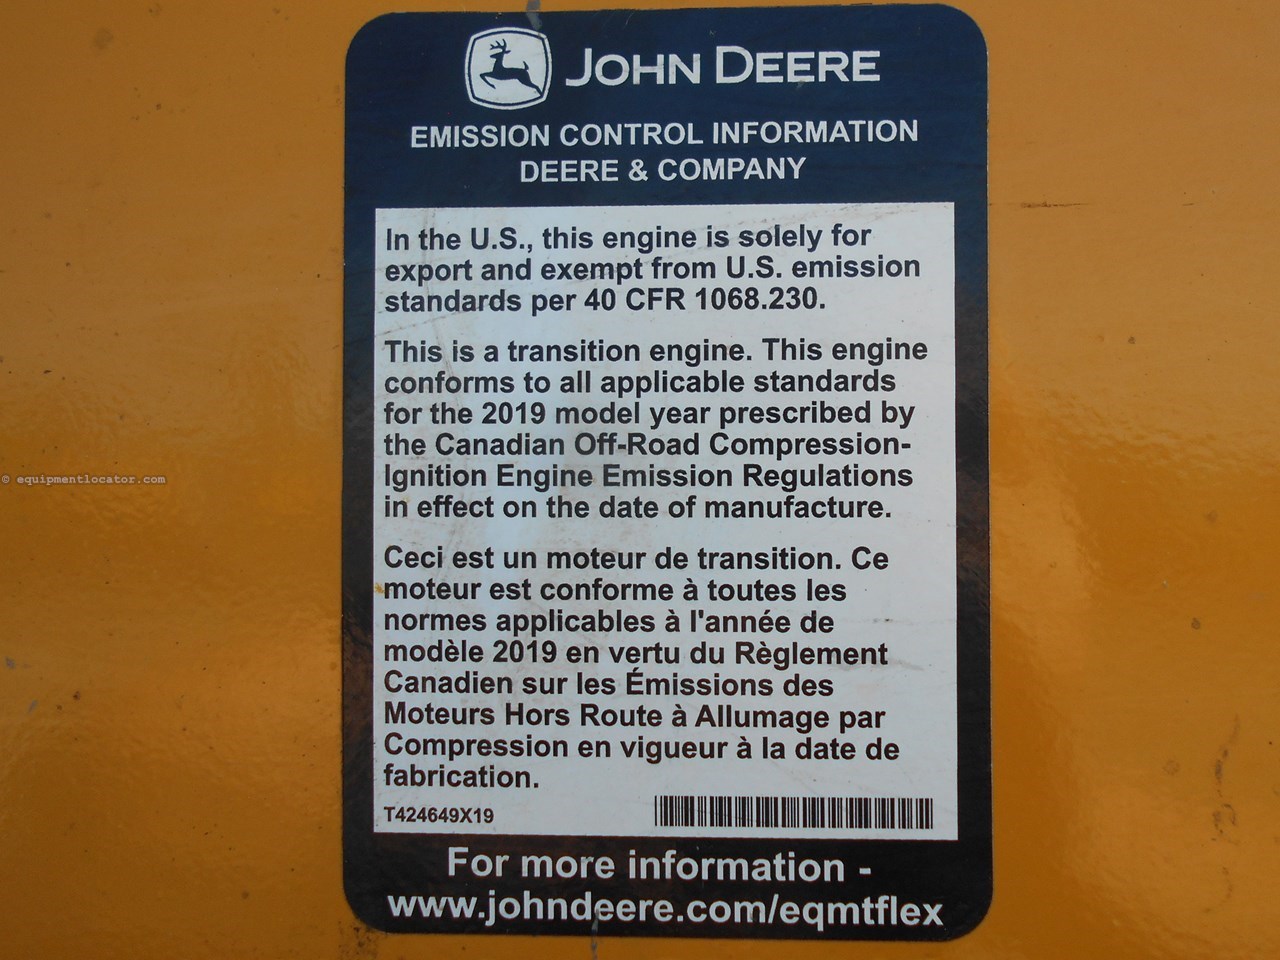 JOHN DEERE
EMISSION CONTROL INFORMATION
DEERE & COMPANY
In the U.S., this engine is solely for
export and exempt from U.S. emission
standards per 40 CFR 1068.230.
This is a transition engine. This engine
conforms to all applicable standards
for the 2019 model year prescribed by
the Canadian Off-Road Compression-
Ignition Engine Emission Regulations
in effect on the date of manufacture.
Ceci est un moteur de transition. Ce
moteur est conforme à toutes les
normes applicables à l'année de
modèle 2019 en vertu du Règlement
Canadien sur les Émissions des
Moteurs Hors Route à Allumage par
Compression en vigueur à la date de
fabrication.
T424649X19
For more information -
www.johndeere.com/eqmtflex
© equipmentlocator.com